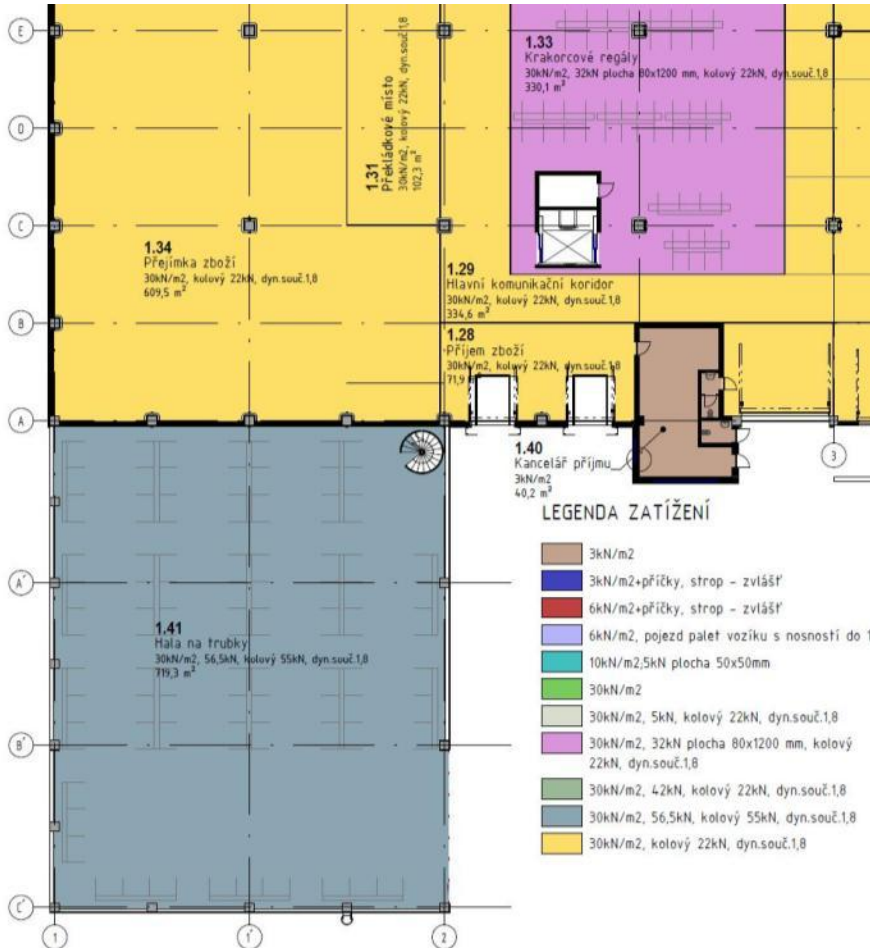 E
1.33
Krakorcové regály
30kN/m2, 32kN plocha 80x1200 mm, kolový 22kN, dyn.souč.1,8
330,1 m²
1.31
Překládkové místo
30kN/m2, kolový 22kN, dyn.souč.1,8
102,3 m²
D
C
1.34
Přejímka zboží
30kN/m2, kolový 22kN, dyn.souč.1,8
609,5 m²
1.29
Hlavní komunikační koridor
30kN/m2, kolový 22kN, dyn.souč.1,8
334,6 m²
B
1.28
Příjem zboží
30kN/m2, kolový 22kN, dyn.souč.1,8
71,9
A
3
1.40
Kancelář příjmu
3kN/m2
40,2 m²
LEGENDA ZATÍŽENÍ
3kN/m2
3kN/m2+příčky, strop - zvlášť
6kN/m2+příčky, strop - zvlášť
6kN/m2, pojezd palet vozíku s nosností do 1
10kN/m2,5kN plocha 50x50mm
30kN/m2
30kN/m2, 5kN, kolový 22kN, dyn.souč.1,8
30kN/m2, 32kN plocha 80x1200 mm, kolový
22kN, dyn.souč.1,8
30kN/m2, 42kN, kolový 22kN, dyn.souč.1,8
30kN/m2, 56,5kN, kolový 55kN, dyn.souč.1,8
30kN/m2, kolový 22kN, dyn.souč.1,8
A'
1.41
Hala na trubky
30kN/m2, 56,5kN, kolový 55kN, dyn.souč.1,8
719,3 m²
B'
C'
1
1'
2